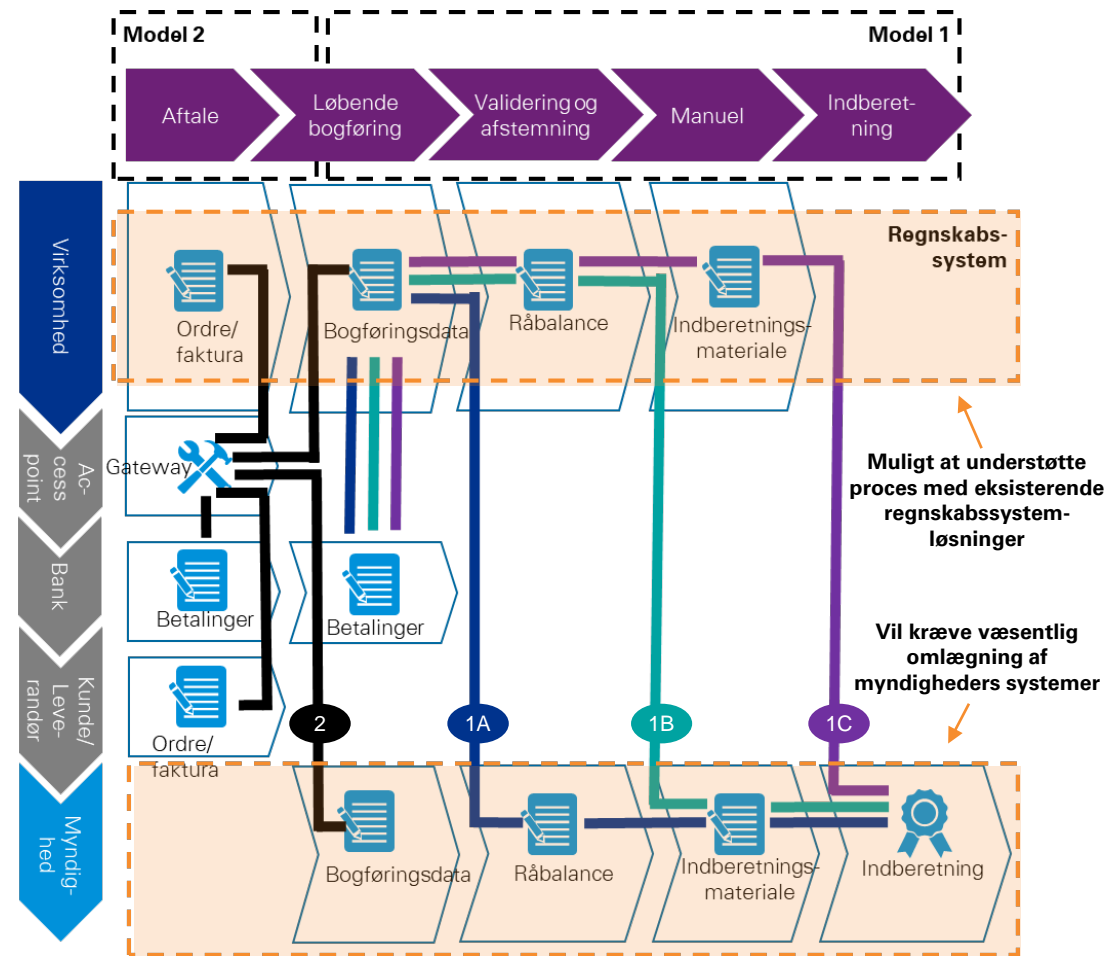 Model 2
Model 1
Aftale
Løbende
bogføring
Validering og
afstemning
Manuel
Indberet-
ning
Virksomhed
Regnskabs-
system
Ordre/
faktura
Bogføringsdata
Råbalance
Indberetnings-
materiale
Ac-
cess
point
Gateway
Muligt at understøtte
proces med eksisterende
regnskabssystem-
løsninger
Bank
Betalinger
Betalinger
Vil kræve væsentlig
omlægning af
myndigheders systemer
Kunde/
Leve-
randør
Ordre/
faktura
2
1A
1B
1C
Myndig-
hed
Bogføringsdata
Råbalance
Indberetnings-
materiale
Indberetning